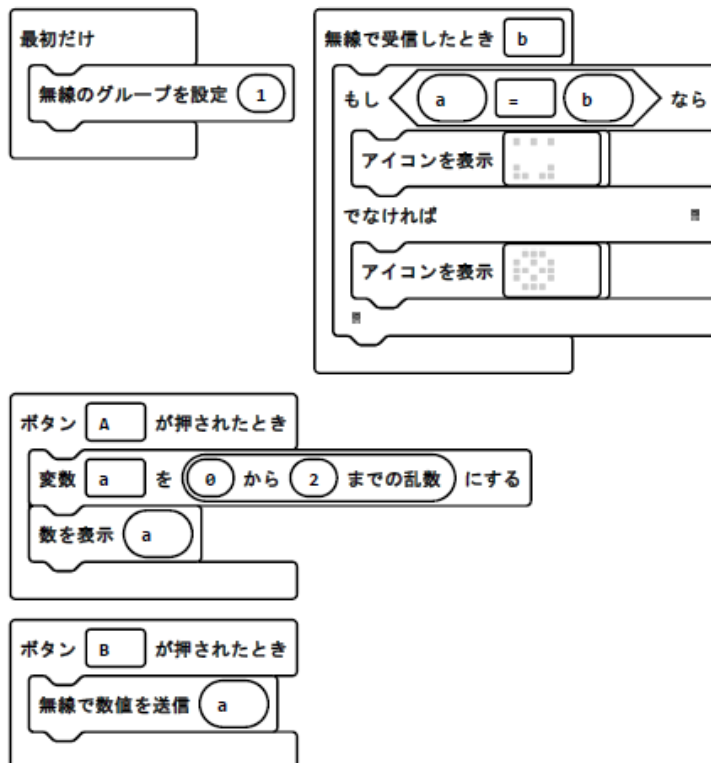 最初だけ
無線のグループを設定 1
無線で受信したとき b
もし a = b なら
アイコンを表示
でなければ
アイコンを表示
ボタン A が押されたとき
変数 a を 0 から 2 までの乱数 にする
数を表示 a
ボタン B が押されたとき
無線で数値を送信 a